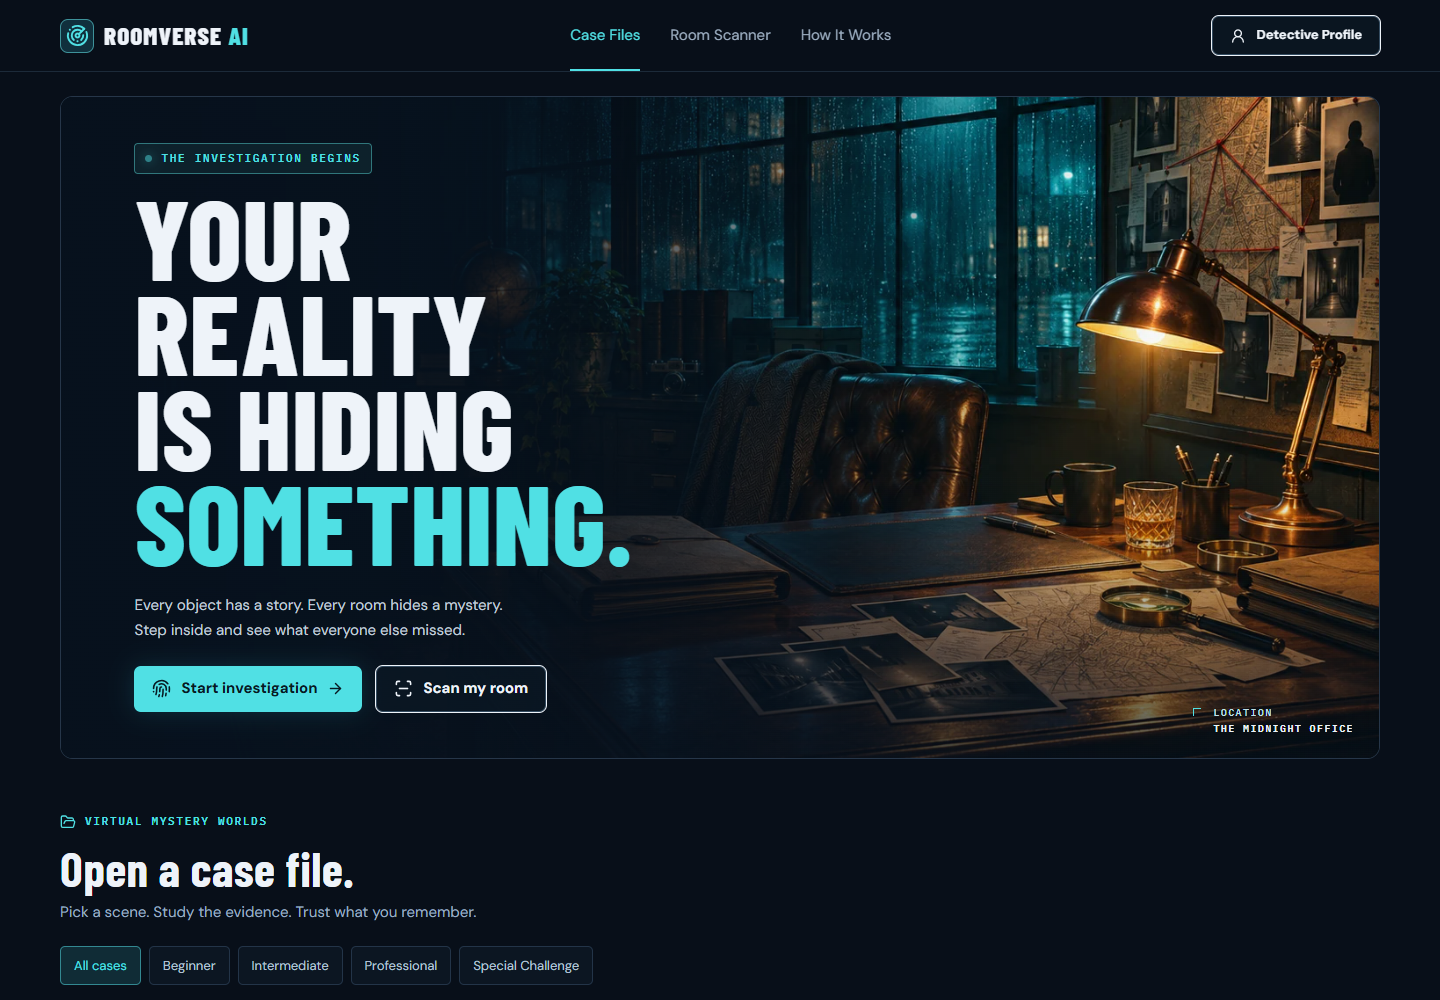 ROOMVERSE AI
Case Files
Room Scanner
How It Works
Detective Profile
THE INVESTIGATION BEGINS
YOUR
REALITY
IS HIDING
SOMETHING.
Every object has a story. Every room hides a mystery.
Step inside and see what everyone else missed.
Start investigation
Scan my room
LOCATION
THE MIDNIGHT OFFICE
VIRTUAL MYSTERY WORLDS
Open a case file.
Pick a scene. Study the evidence. Trust what you remember.
All cases
Beginner
Intermediate
Professional
Special Challenge